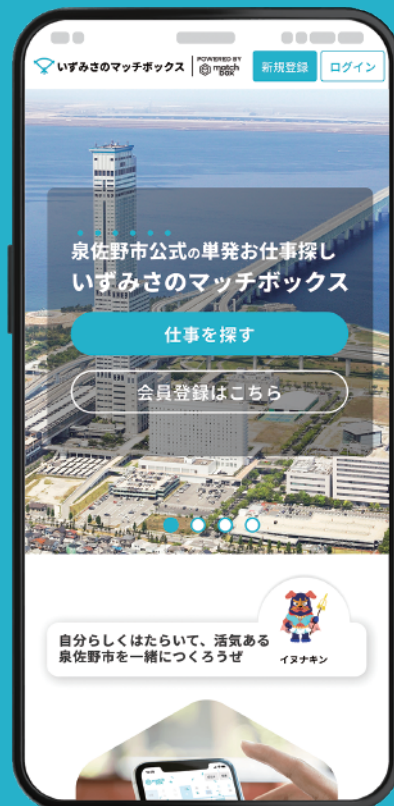 いずみさのマッチボックス
POWERED BY
match
box
新規登録
ログイン
泉佐野市公式の単発お仕事探し
いずみさのマッチボックス
仕事を探す
会員登録はこちら
自分らしくはたらいて、活気ある
泉佐野市を一緒につくろうぜ
イヌナキン